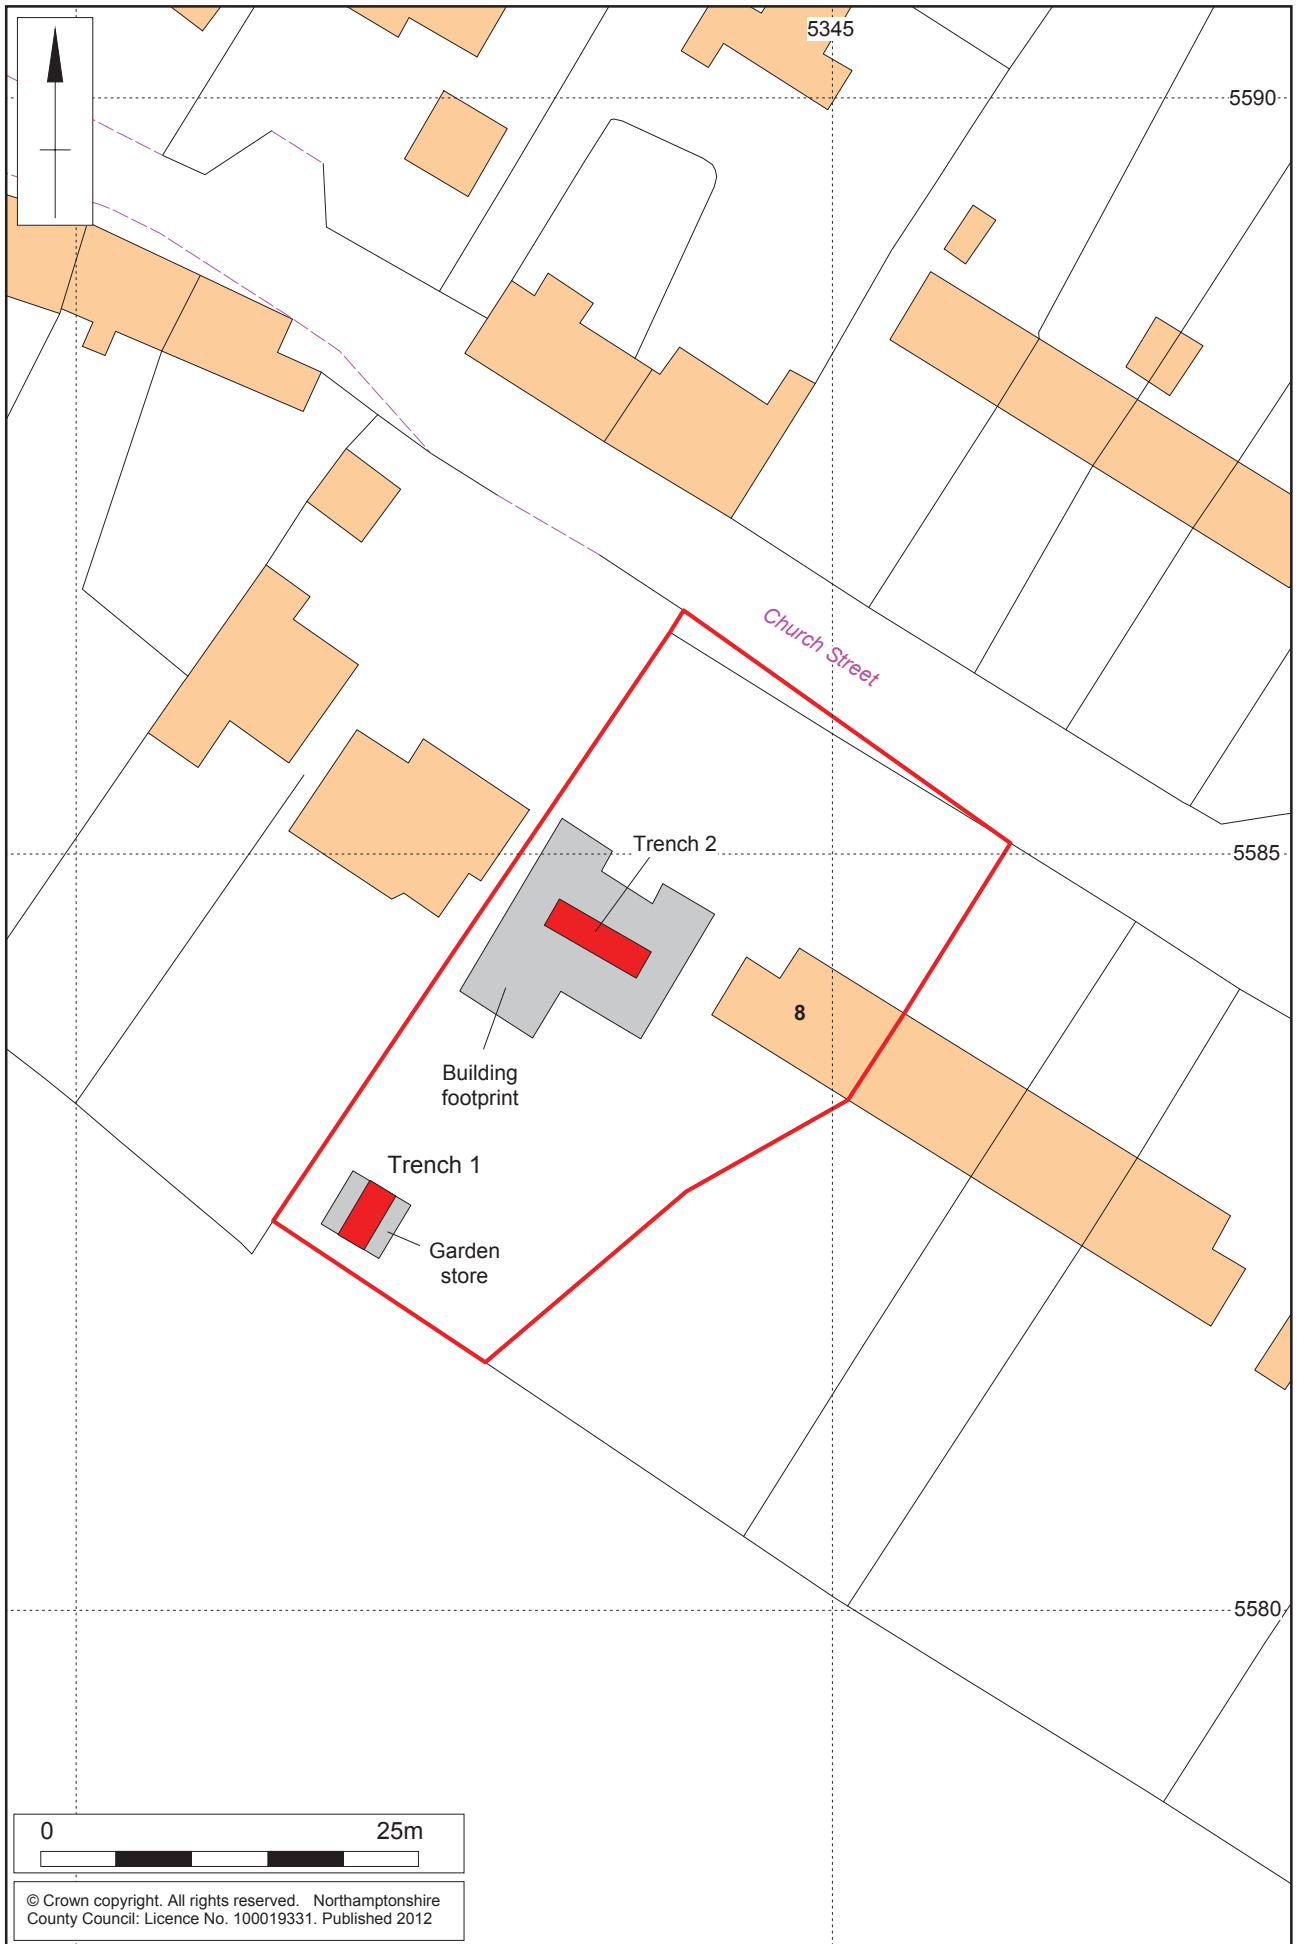 5345
5590
Church Street
Trench 2
5585
8
Building
footprint
Trench 1
Garden
store
5580
0 25m
© Crown copyright. All rights reserved. Northamptonshire
County Council: Licence No. 100019331. Published 2012